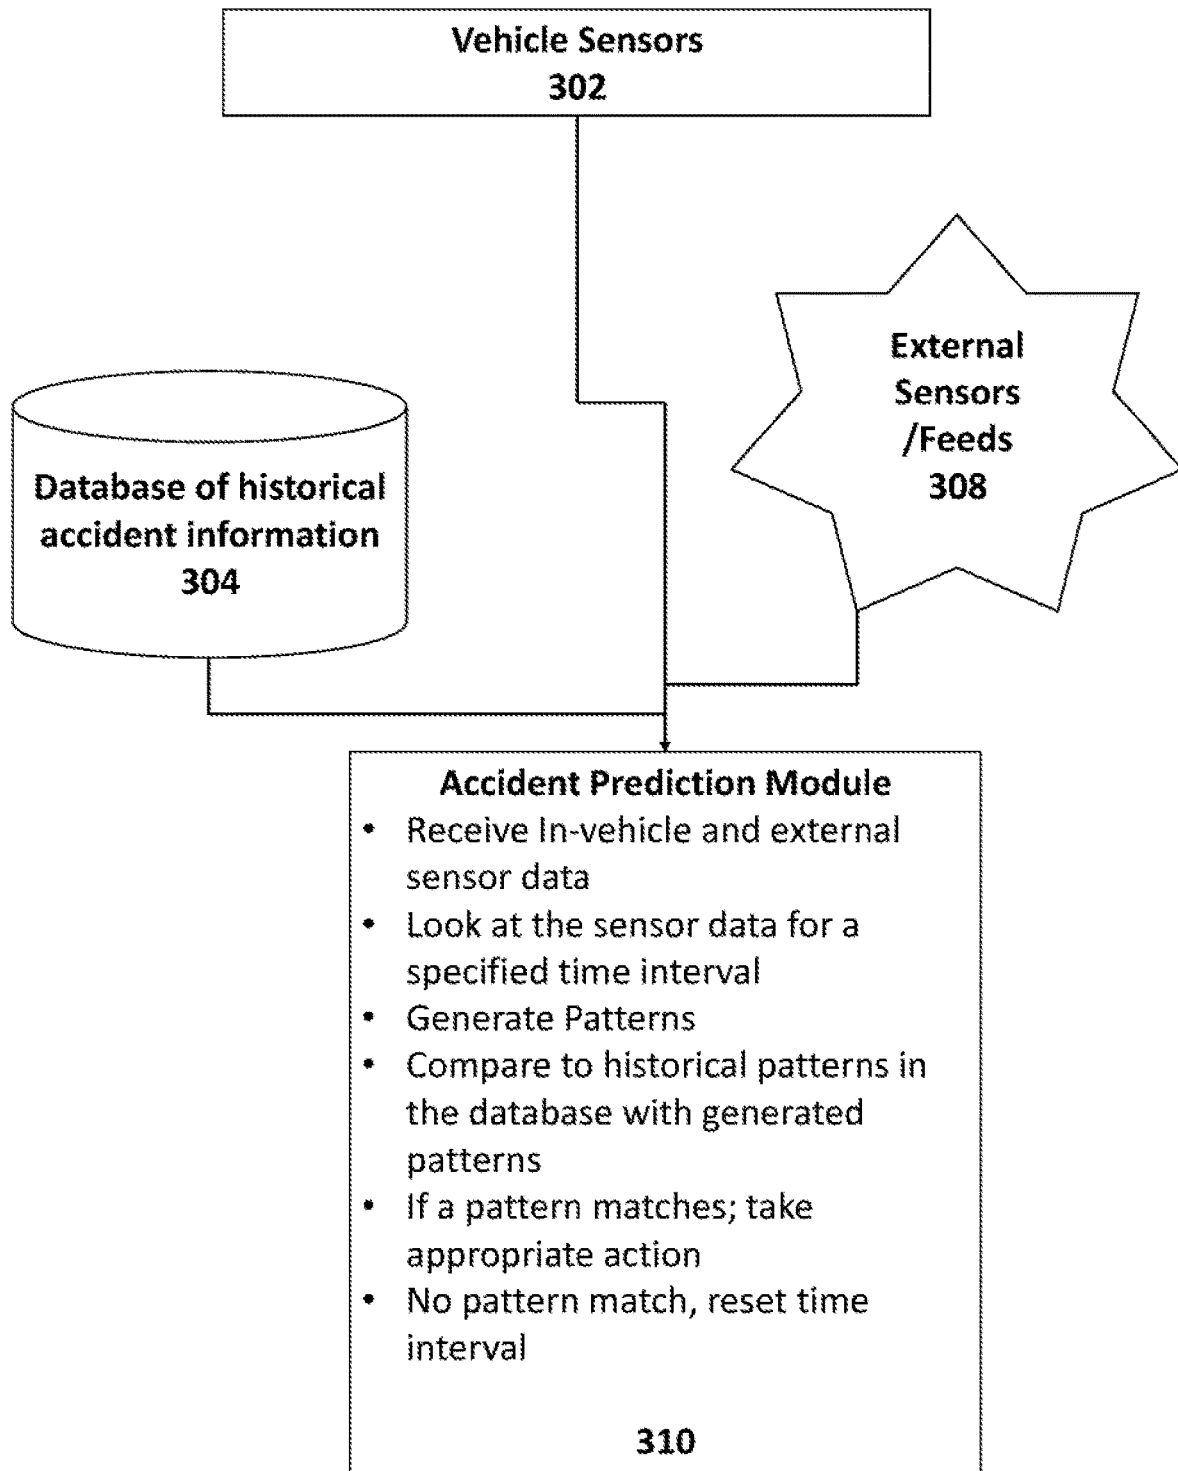 Vehicle Sensors
302
External
Sensors
/Feeds
308
Database of historical
accident information
304
Accident Prediction Module
• Receive In-vehicle and external
sensor data
• Look at the sensor data for a
specified time interval
• Generate Patterns
• Compare to historical patterns in
the database with generated
patterns
• If a pattern matches; take
appropriate action
• No pattern match, reset time
interval
310